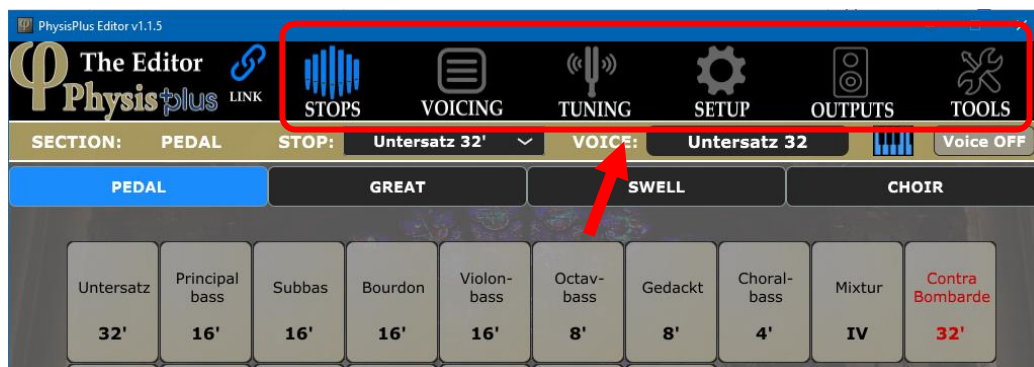 PhysisPlus Editor v1.1.5
The Editor
Physis plus
LINK
STOPS VOICING TUNING SETUP OUTPUTS TOOLS
SECTION: PEDAL STOP: Untersatz 32' VOICE: Untersatz 32 Voice OFF
PEDAL GREAT SWELL CHOIR
Untersatz
32'
Principal
bass
16'
Subbas
16'
Bourdon
16'
Violon-
bass
16'
Octav-
bass
8'
Gedackt
8'
Choral-
bass
4'
Mixtur
IV
Contra
Bombarde
32'